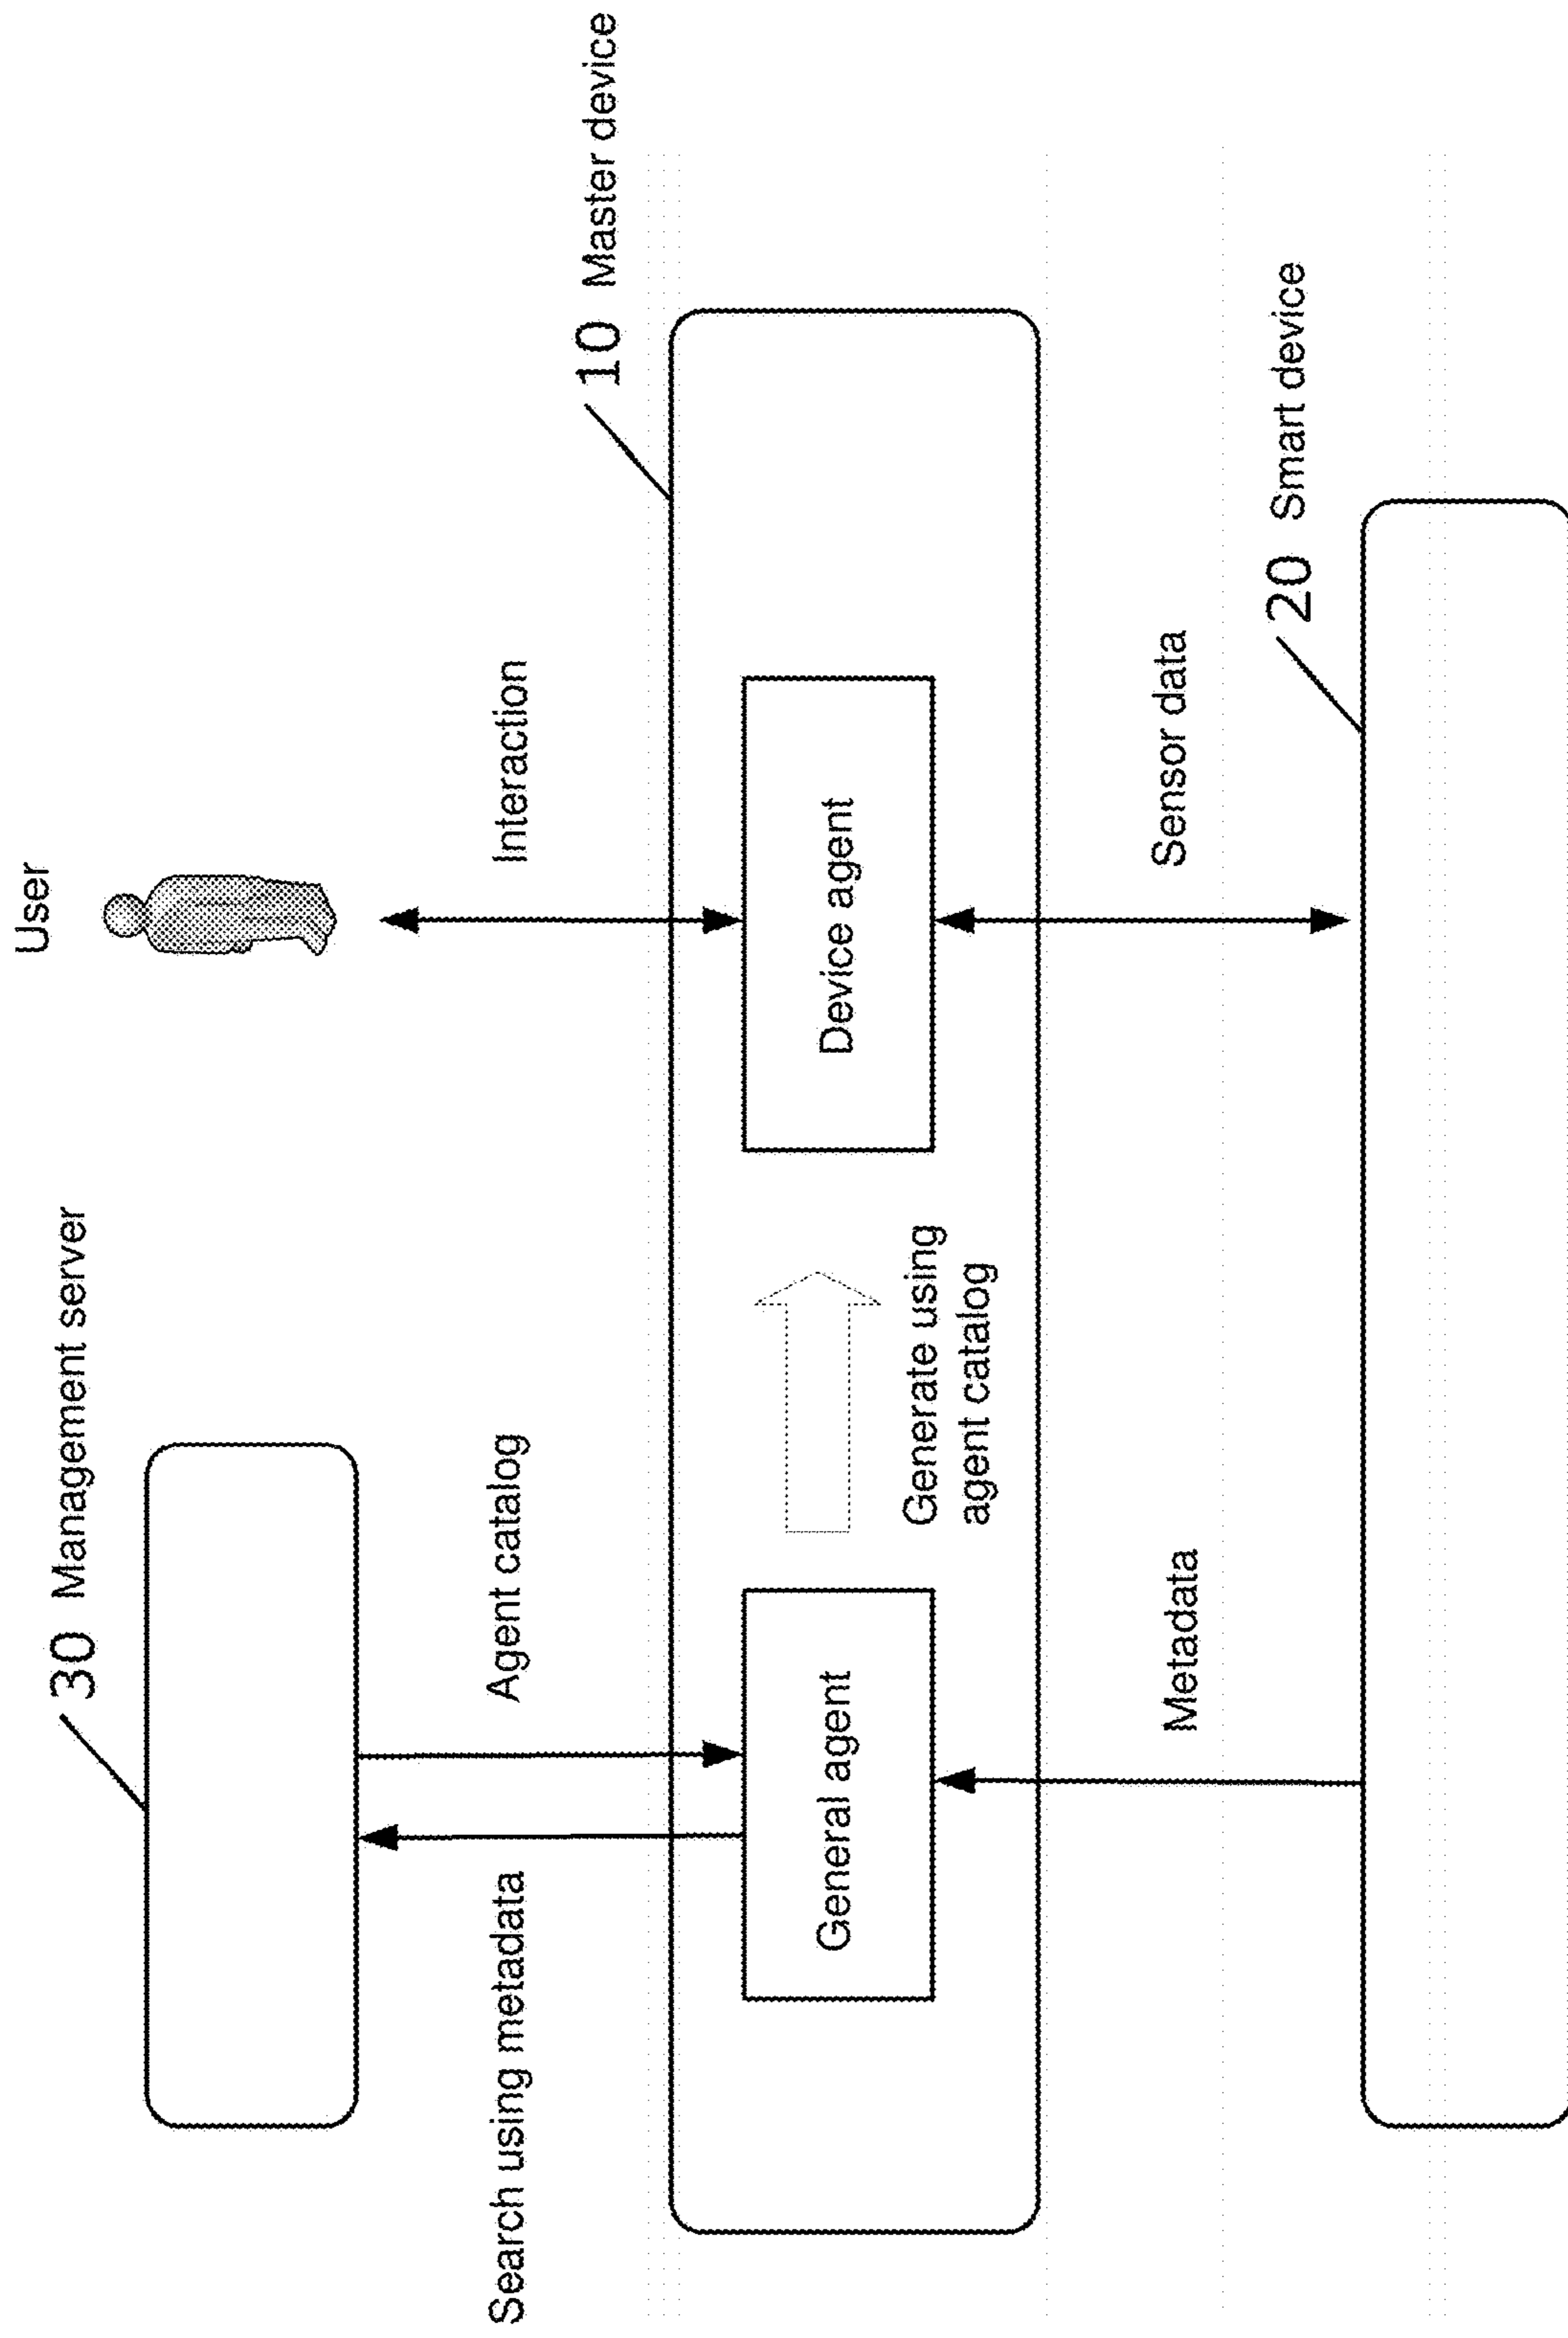 User
30 Management server
Search using metadata
Agent catalog
Interaction
10 Master device
General agent
Generate using
agent catalog
Device agent
Metadata
Sensor data
20 Smart device